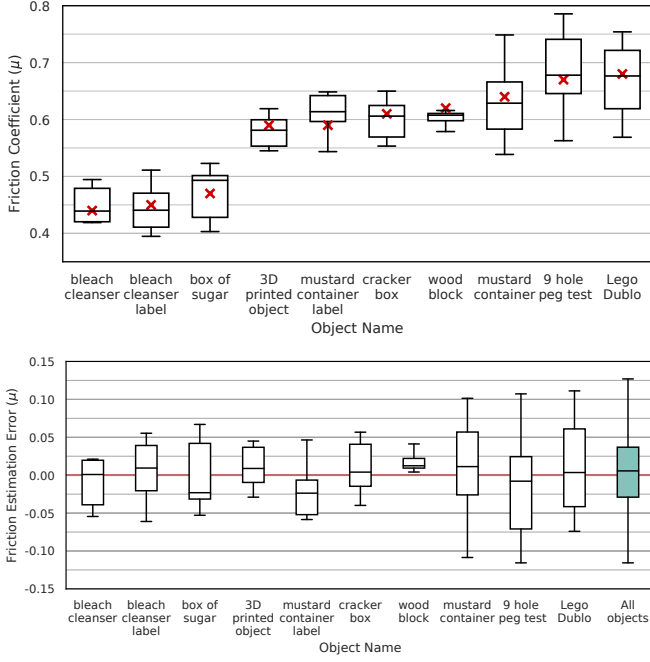 0.8
0.7
0.6
0.5
0.4
Friction Coefficient (μ)
bleach cleanser
bleach cleanser label
box of sugar
3D printed object
mustard container label
cracker box
wood block
mustard container
9 hole peg test
Lego Dublo
Object Name
0.15
0.10
0.05
0.00
-0.05
-0.10
-0.15
Friction Estimation Error (μ)
bleach cleanser
bleach cleanser label
box of sugar
3D printed object
mustard container label
cracker box
wood block
mustard container
9 hole peg test
Lego Dublo
All objects
Object Name